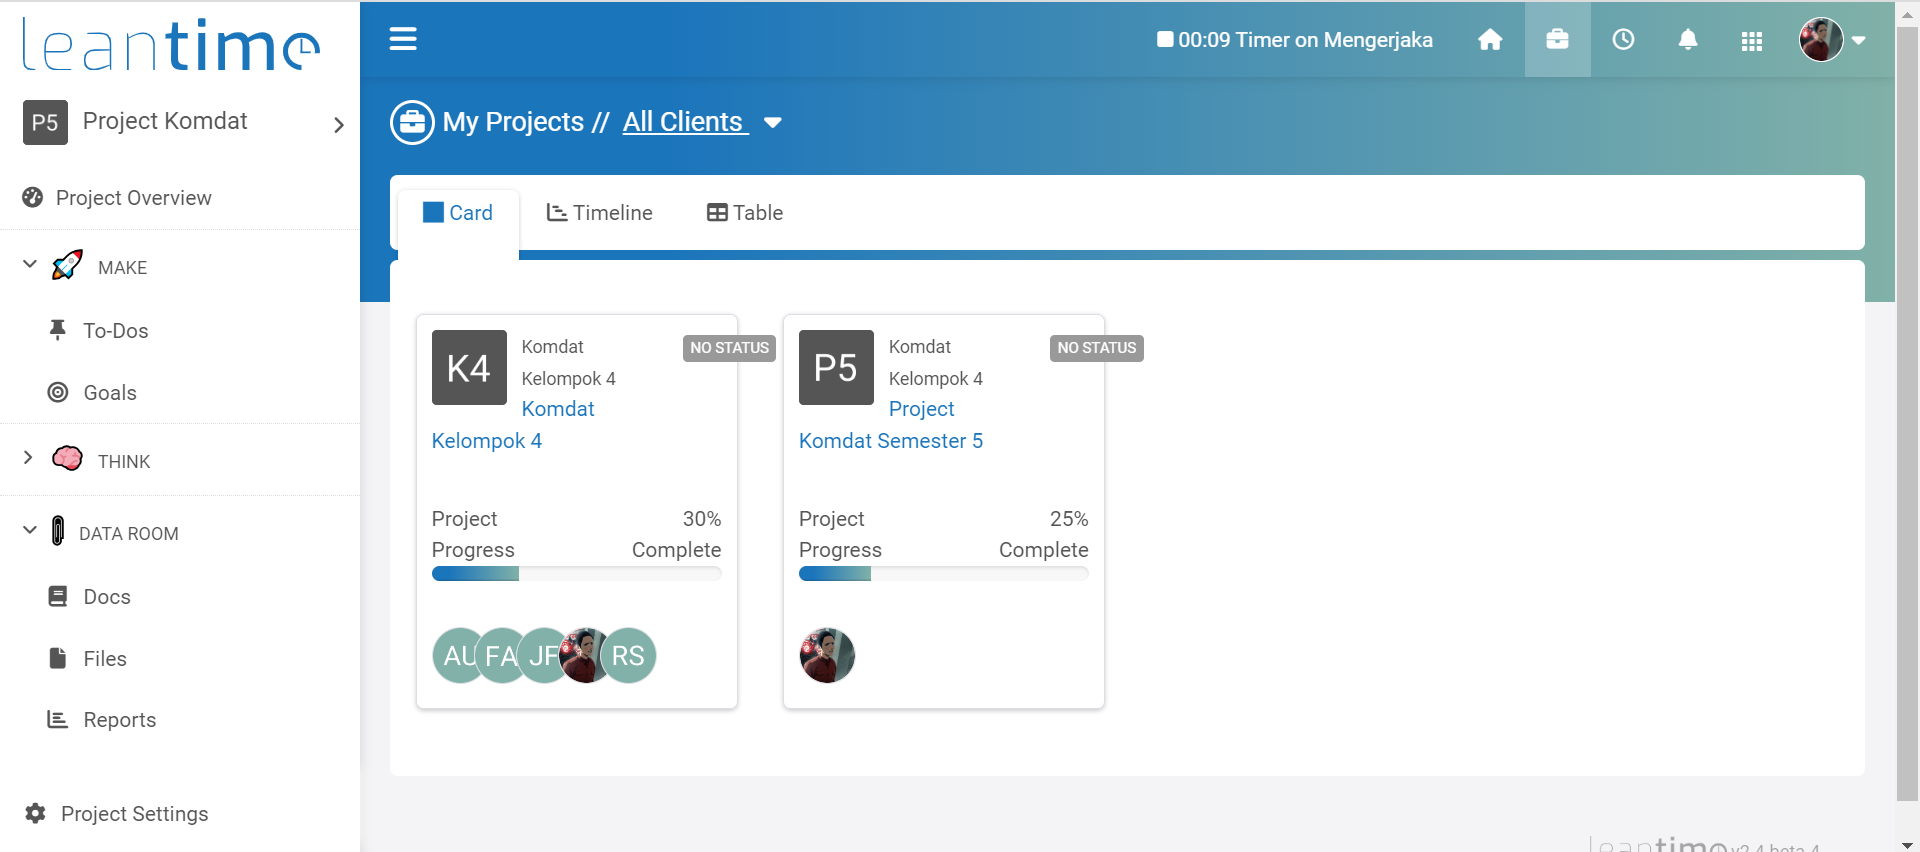 leantime
P5 Project Komdat
Project Overview
MAKE
To-Dos
Goals
THINK
DATA ROOM
Docs
Files
Reports
Project Settings
00:09 Timer on Mengerjaka
My Projects // All Clients
Card Timeline Table
K4
Komdat
Kelompok 4
NO STATUS
Komdat
Kelompok 4
Project Progress
30% Complete
AU FA JF RS
P5
Komdat
Kelompok 4
NO STATUS
Project
Komdat Semester 5
Project Progress
25% Complete
leantime v2.4-beta-4